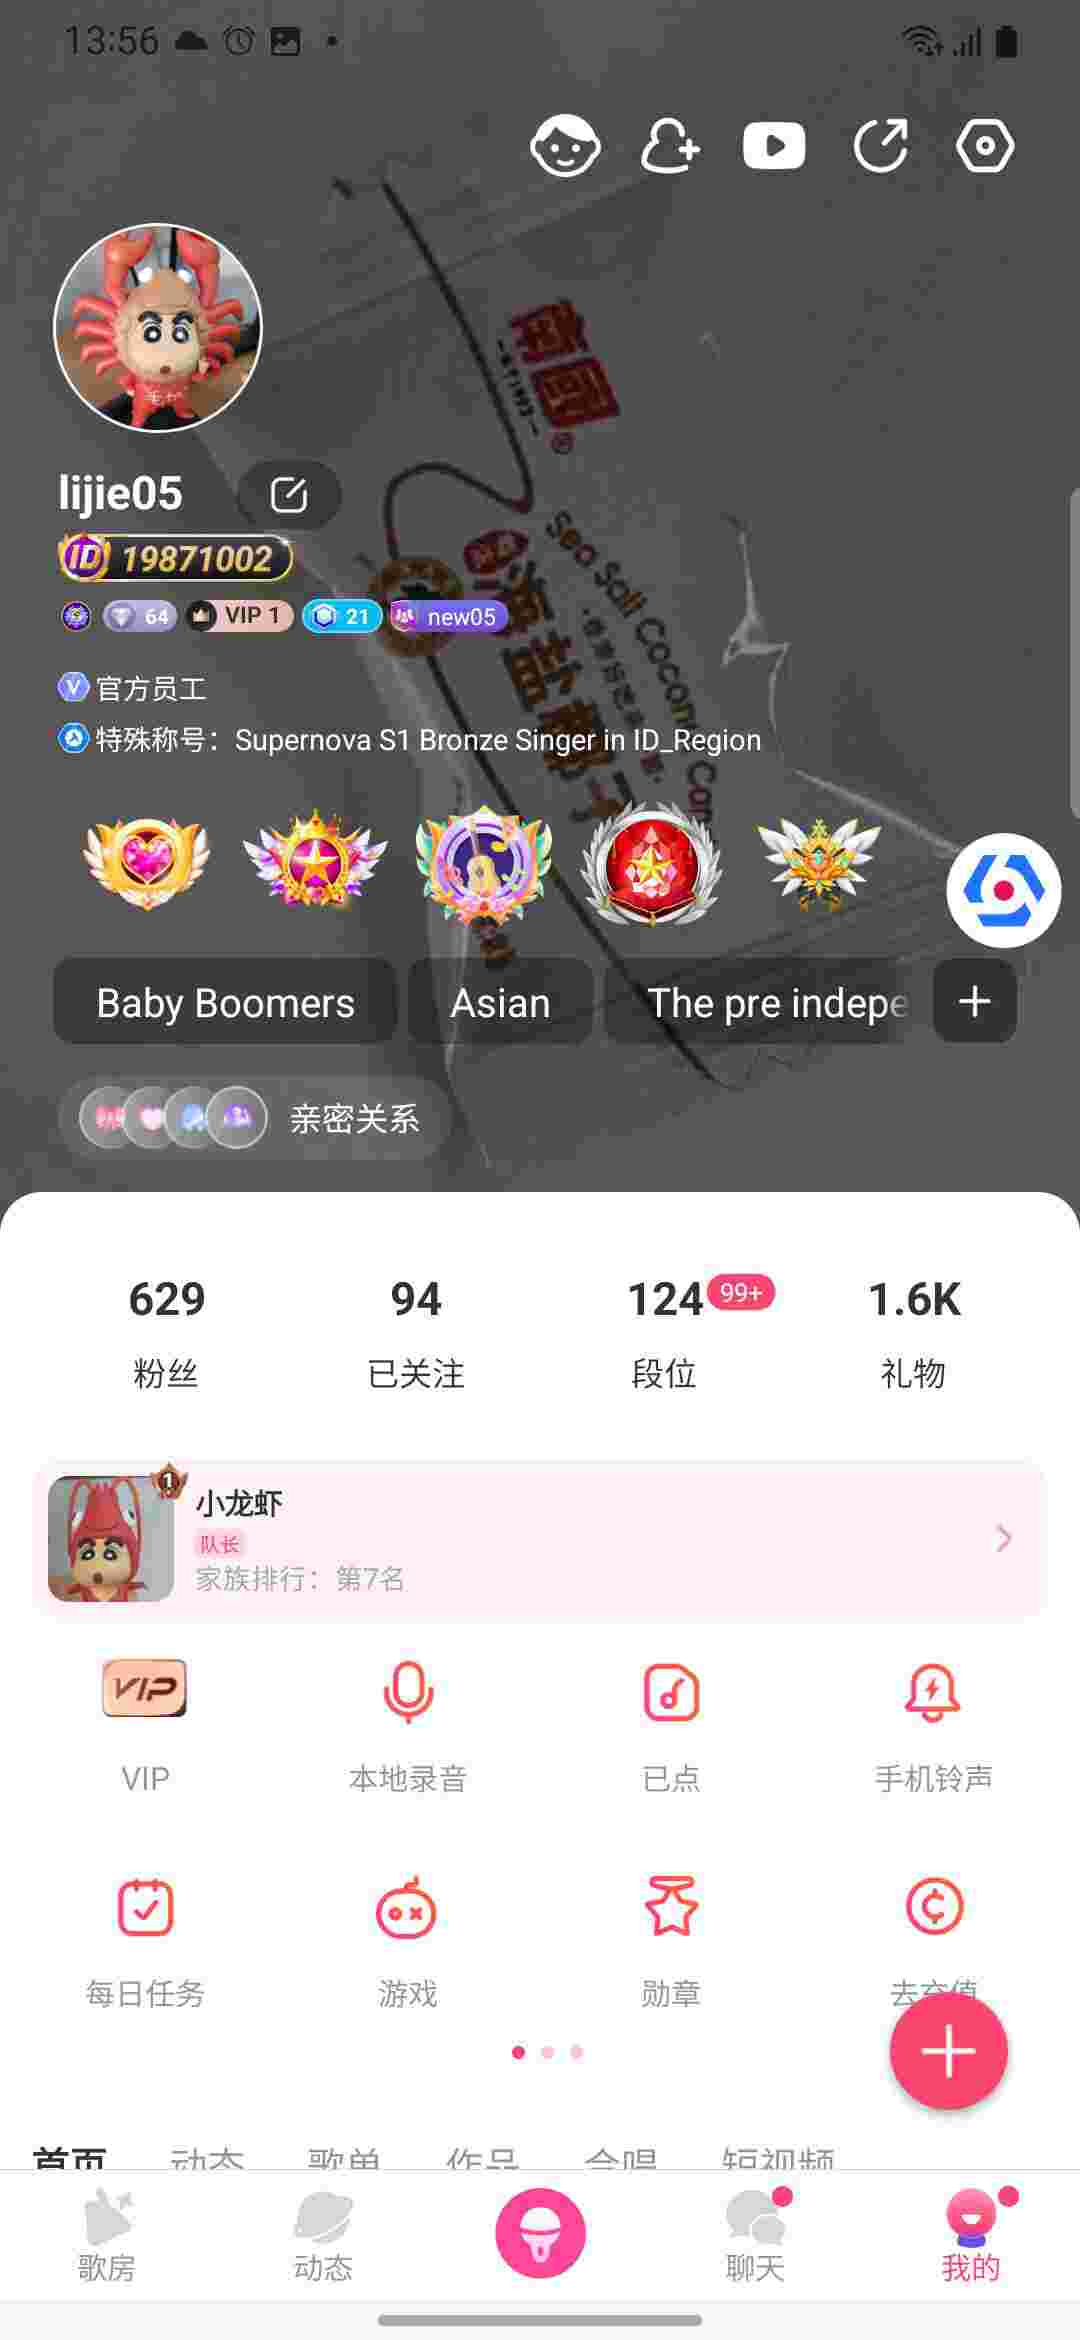 13:56
lijie05
ID 19871002
64 VIP 1 21 new05
官方员工
特殊称号：Supernova S1 Bronze Singer in ID_Region
Baby Boomers Asian The pre indepe
亲密关系
629 94 124 99+ 1.6K
粉丝 已关注 段位 礼物
1 小龙虾
队长
家族排行：第7名
VIP
VIP 本地录音 已点 手机铃声
每日任务 游戏 勋章 去充值
首页 动态 歌单 作品 合唱 短视频
歌房 动态 聊天 我的